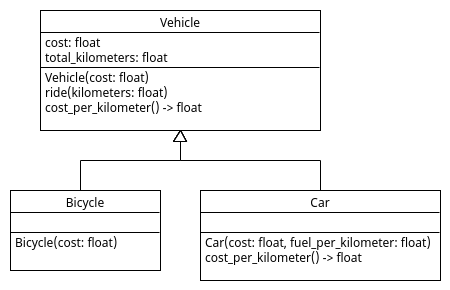 Vehicle
cost: float
total_kilometers: float
Vehicle(cost: float)
ride(kilometers: float)
cost_per_kilometer() -> float
Bicycle
Bicycle(cost: float)
Car
Car(cost: float, fuel_per_kilometer: float)
cost_per_kilometer() -> float